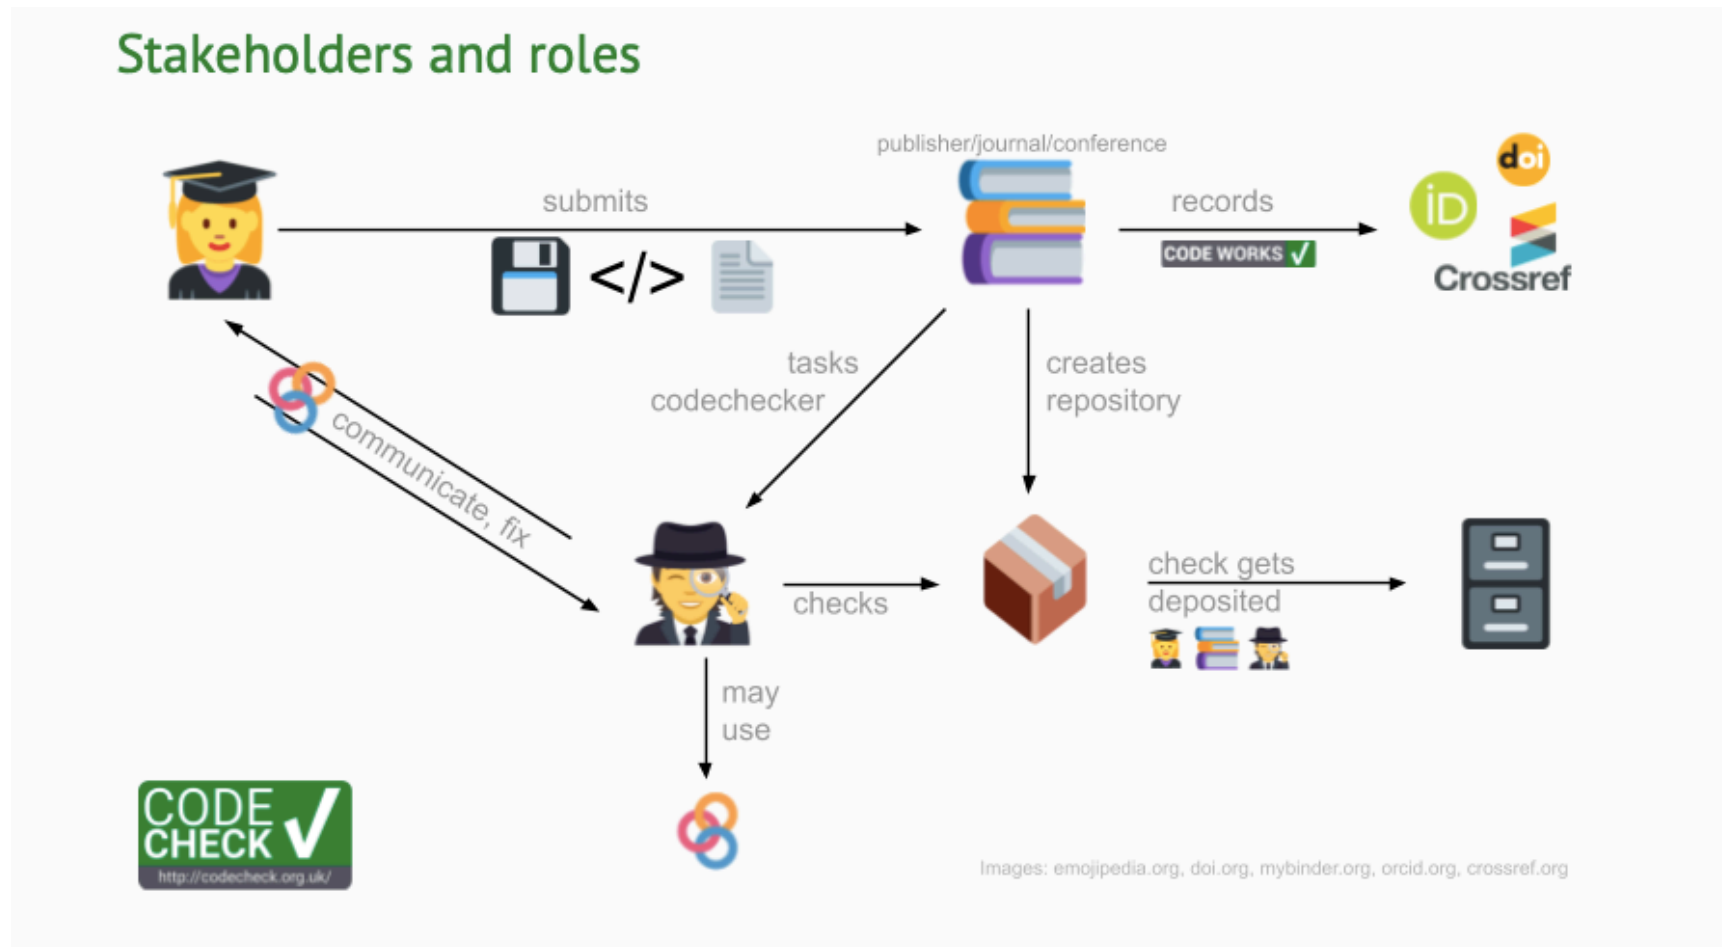 Stakeholders and roles
publisher/journal/conference
submits
records
</>
CODE WORKS
doi
iD
Crossref
tasks
codechecker
creates
repository
communicate, fix
checks
check gets
deposited
may
use
CODE
CHECK
http://codecheck.org.uk/
Images: emojipedia.org, doi.org, mybinder.org, orcid.org, crossref.org